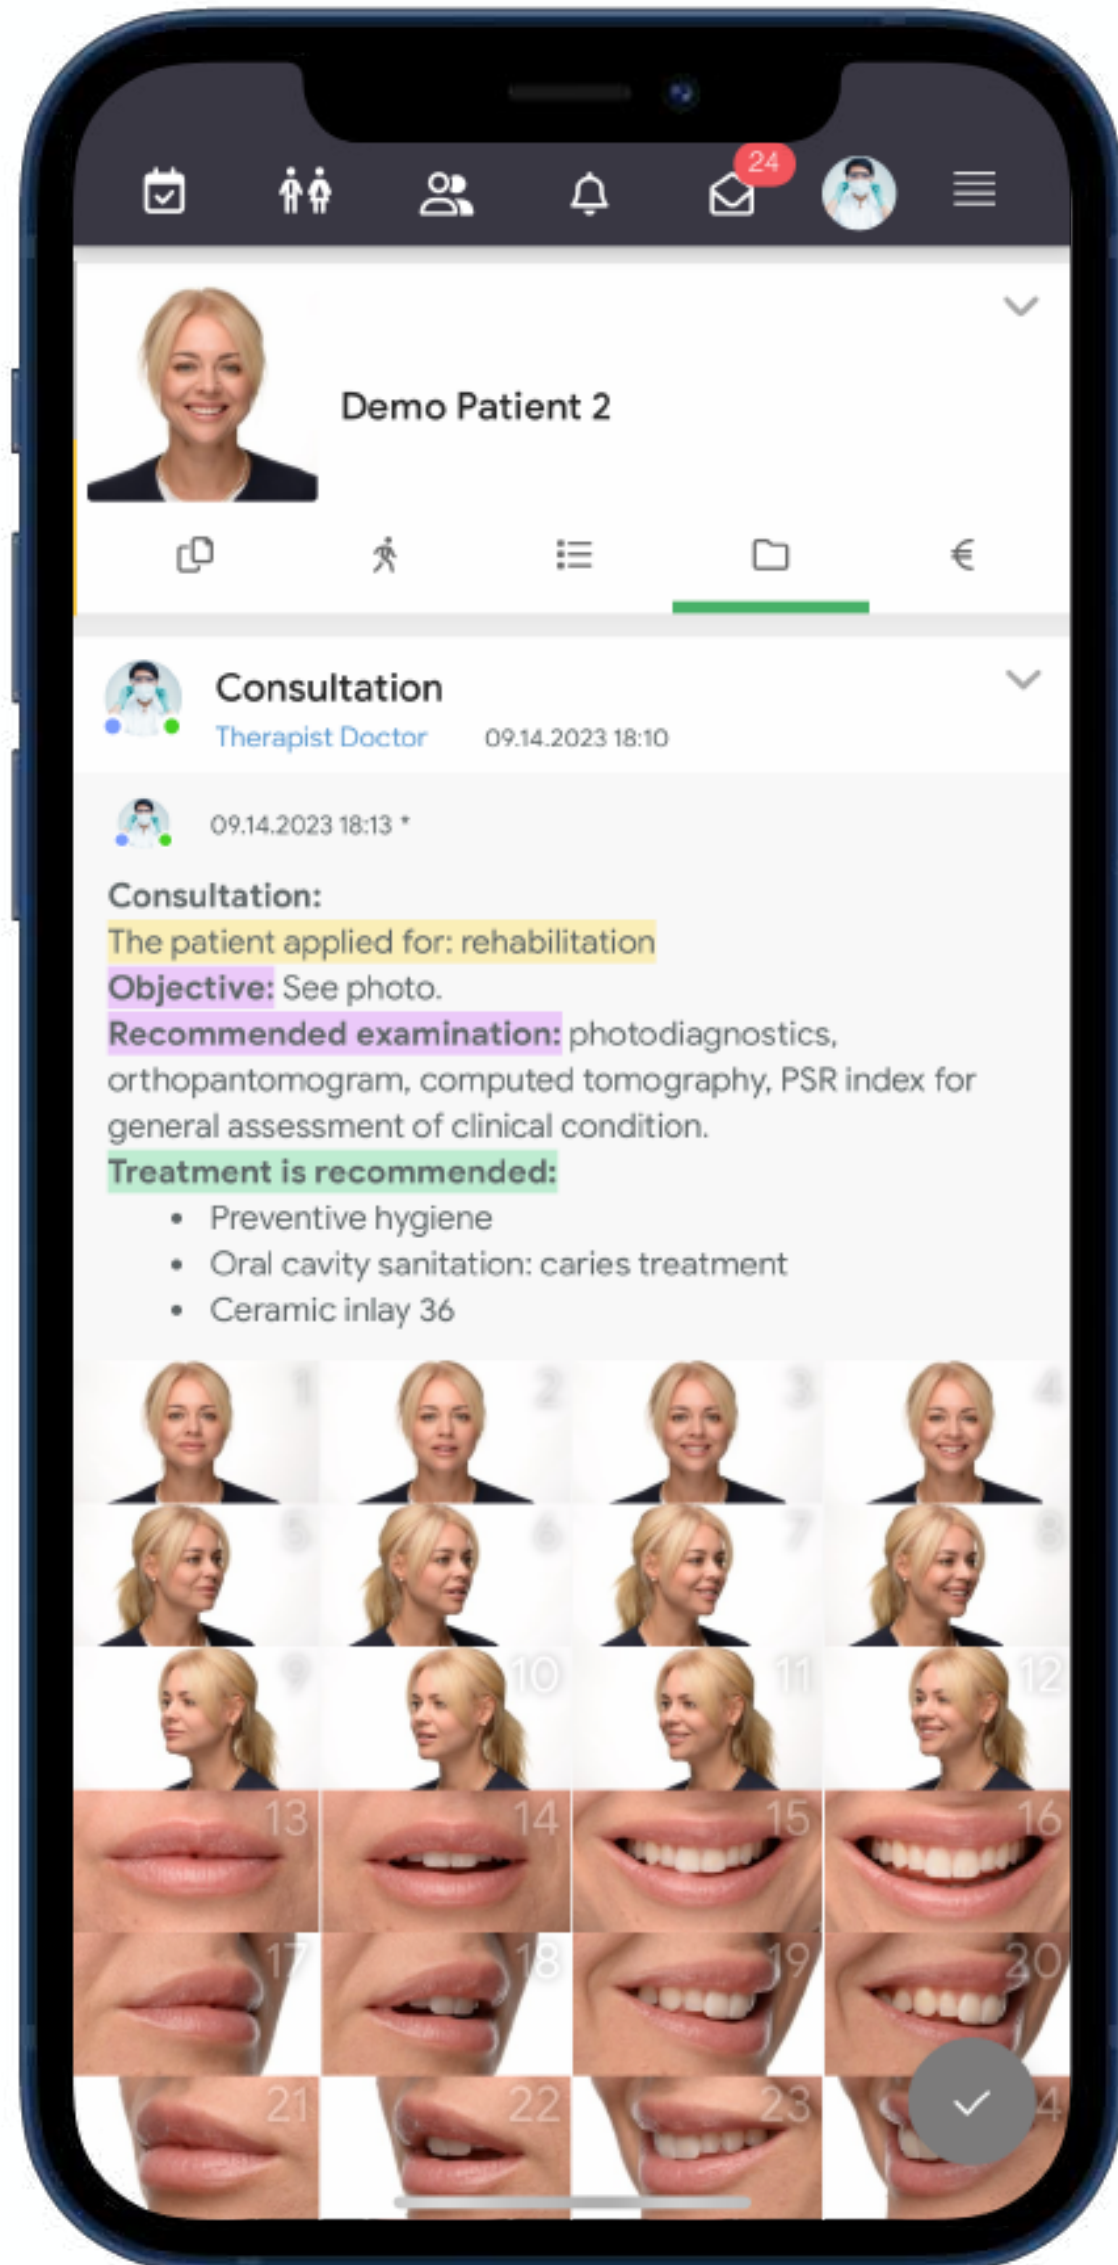 24
Demo Patient 2
€
Consultation
Therapist Doctor 09.14.2023 18:10
09.14.2023 18:13 *
Consultation:
The patient applied for: rehabilitation
Objective: See photo.
Recommended examination: photodiagnostics,
orthopantomogram, computed tomography, PSR index for
general assessment of clinical condition.
Treatment is recommended:
• Preventive hygiene
• Oral cavity sanitation: caries treatment
• Ceramic inlay 36
1 2 3 4
5 6 7 8
9 10 11 12
13 14 15 16
17 18 19 20
21 22 23 4